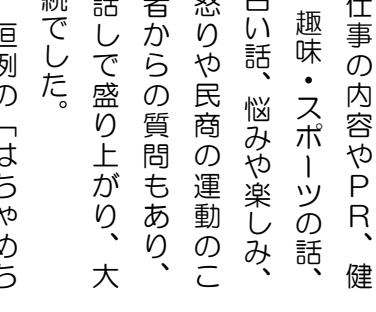 仕事の内容やPR、健
趣味・スポーツの話、
白い話、悩みや楽しみ、
怒りや民商の運動のこ
者からの質問もあり、
話しで盛り上がり、大
続でした。
恒例の「はちゃめち